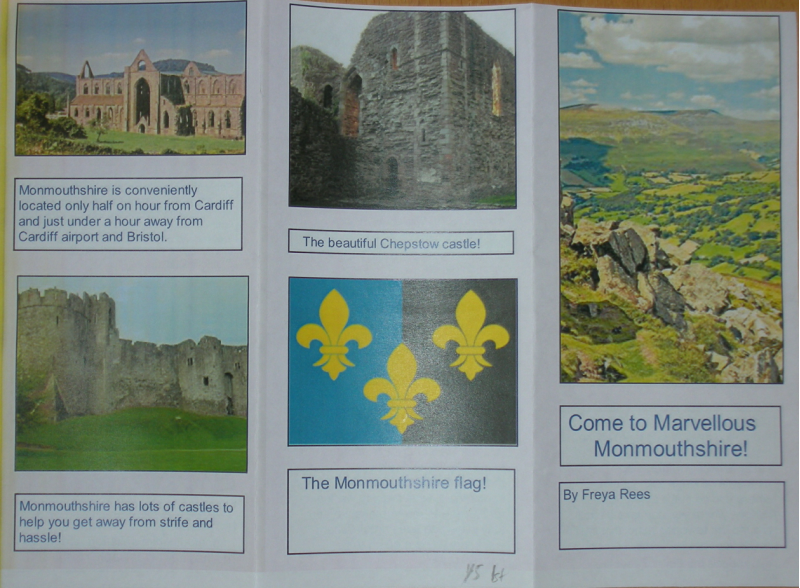 Monmouthshire is conveniently
located only half on hour from Cardiff
and just under a hour away from
Cardiff airport and Bristol.
Monmouthshire has lots of castles to
help you get away from strife and
hassle!
The beautiful Chepstow castle!
The Monmouthshire flag!
Come to Marvellous
Monmouthshire!
By Freya Rees